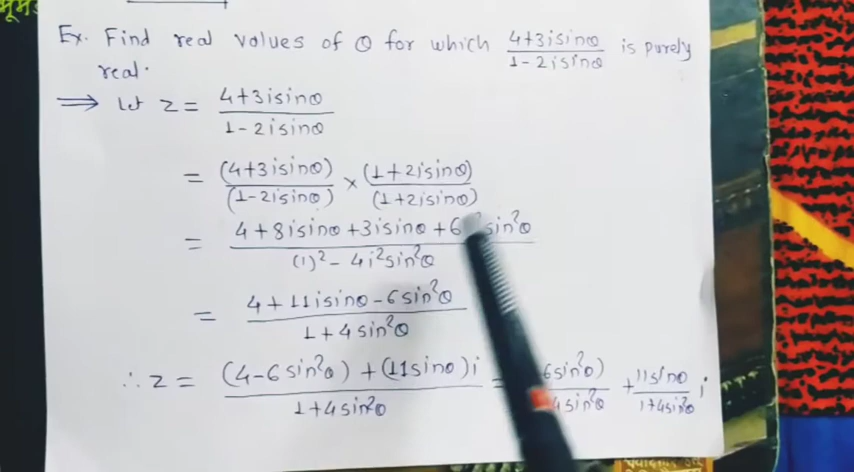 Ex. Find real values of θ for which (4+3isinθ)/(1-2isinθ) is purely
real.
⇒ Let z = (4+3isinθ)/(1-2isinθ)
= (4+3isinθ)/(1-2isinθ) × (1+2isinθ)/(1+2isinθ)
= (4+8isinθ+3isinθ+6 sin²θ)/((1)²-4i²sin²θ)
= (4+11isinθ-6sin²θ)/(1+4sin²θ)
∴ z = ((4-6sin²θ)+(11sinθ)i)/(1+4sin²θ) = 6sin²θ)/4sin²θ + 11sinθ/1+4sin²θ i